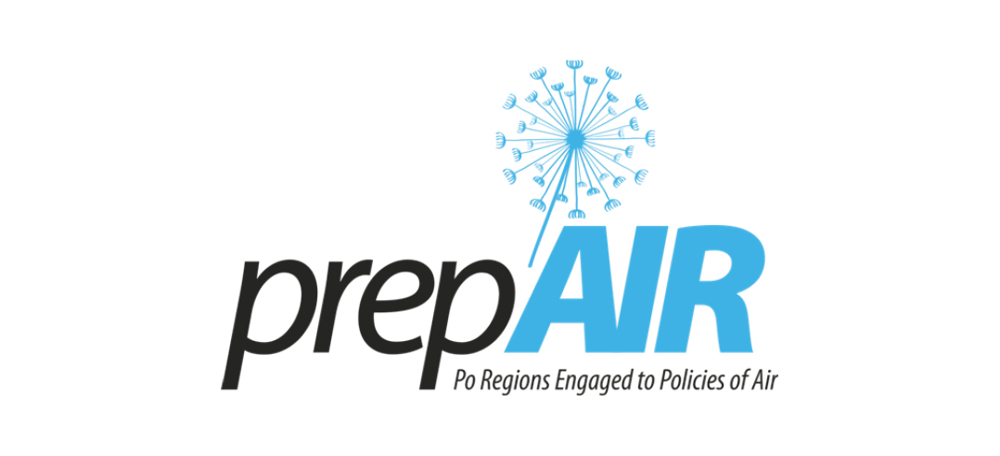 prepAIR
Po Regions Engaged to Policies of Air